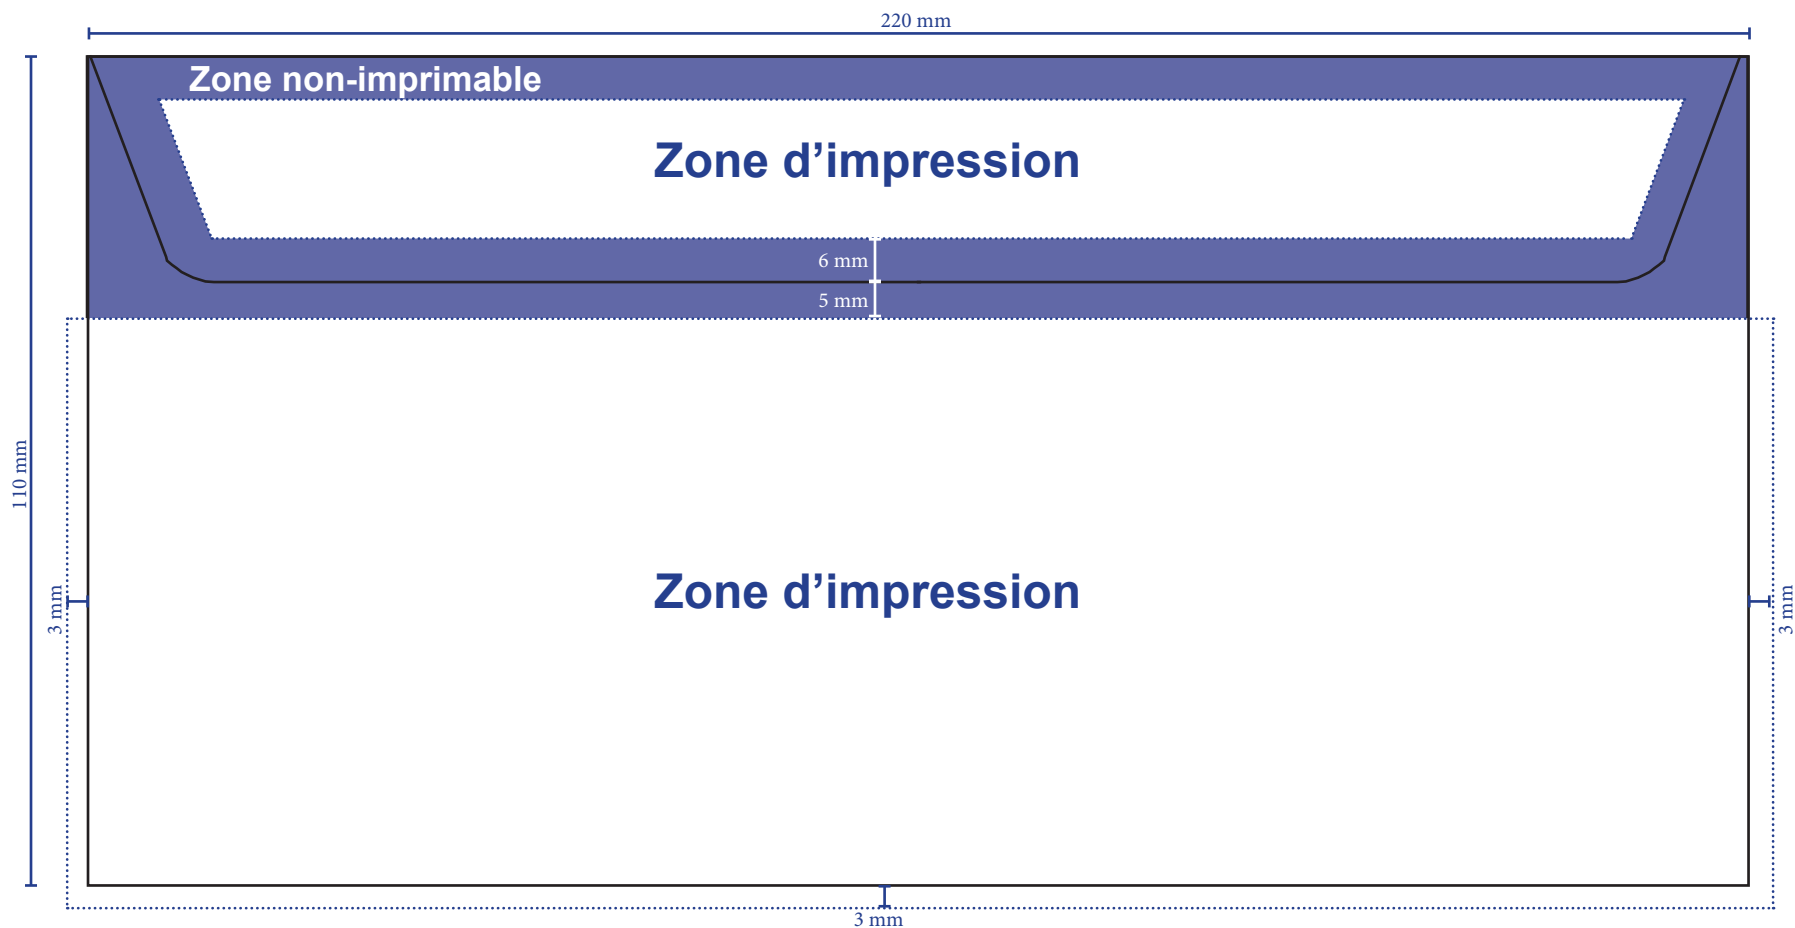 220 mm
Zone non-imprimable
Zone d’impression
6 mm
5 mm
110 mm
Zone d’impression
3 mm
3 mm
3 mm